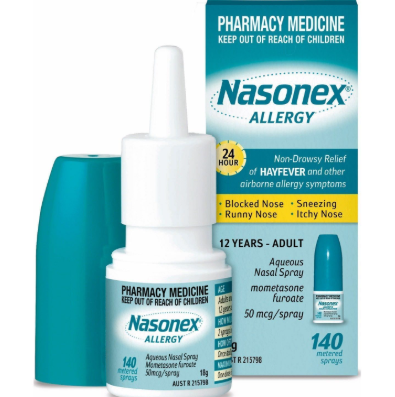 PHARMACY MEDICINE
KEEP OUT OF REACH OF CHILDREN
Nasonex®
ALLERGY
24
HOUR
Non-Drowsy Relief
of HAYFEVER and other
airborne allergy symptoms
• Blocked Nose • Sneezing
• Runny Nose • Itchy Nose
12 YEARS - ADULT
Aqueous
Nasal Spray
mometasone
furoate
50 mcg/spray
140
metered
sprays
R 215798
PHARMACY MEDICINE
KEEP OUT OF REACH OF CHILDREN
Nasonex
ALLERGY
140
metered
sprays
Aqueous Nasal Spray
Mometasone furoate
50mcg/spray
18g
AUST R 215798
AGE